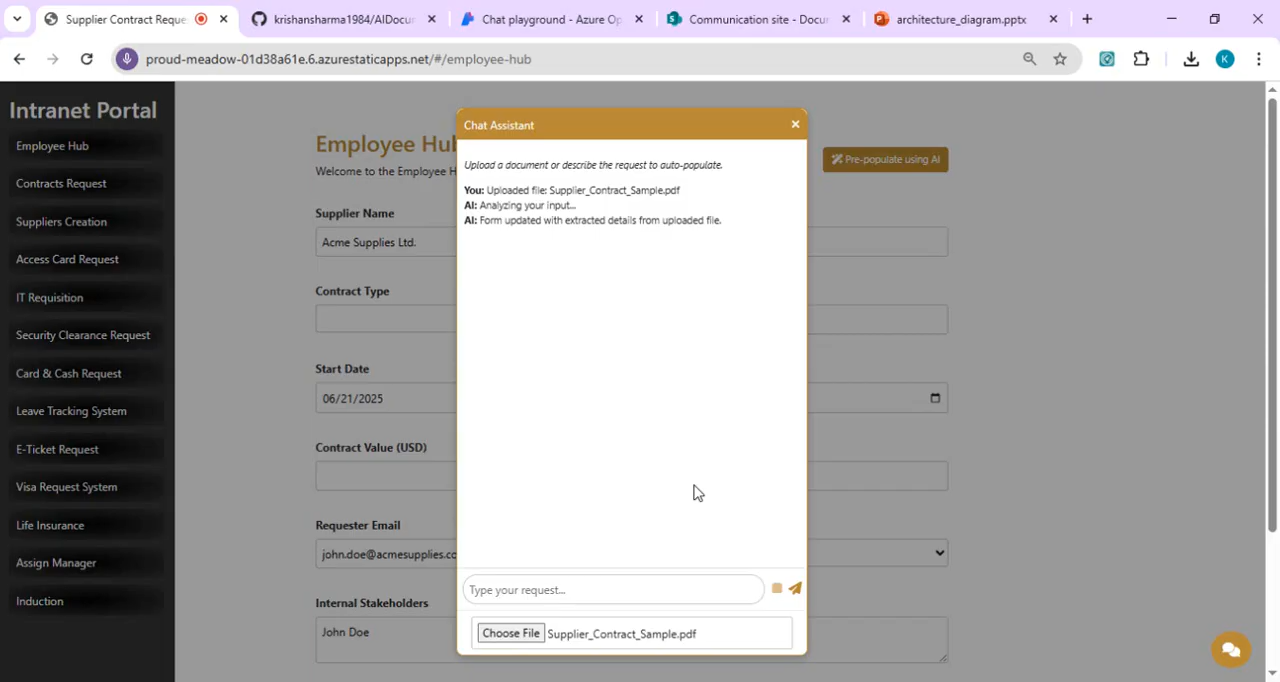 Supplier Contract Reque
krishansharma1984/AIDocur
Chat playground - Azure Op
Communication site - Docur
architecture_diagram.pptx
proud-meadow-01d38a61e.6.azurestaticapps.net/#/employee-hub
K
Intranet Portal
Employee Hub
Contracts Request
Suppliers Creation
Access Card Request
IT Requisition
Security Clearance Request
Card & Cash Request
Leave Tracking System
E-Ticket Request
Visa Request System
Life Insurance
Assign Manager
Induction
Employee Hu
Welcome to the Employee H
Pre-populate using AI
Supplier Name
Acme Supplies Ltd.
Contract Type
Start Date
06/21/2025
Contract Value (USD)
Requester Email
john.doe@acmesupplies.co
Internal Stakeholders
John Doe
Chat Assistant
Upload a document or describe the request to auto-populate.
You: Uploaded file: Supplier_Contract_Sample.pdf
AI: Analyzing your input...
AI: Form updated with extracted details from uploaded file.
Type your request...
Choose File Supplier_Contract_Sample.pdf